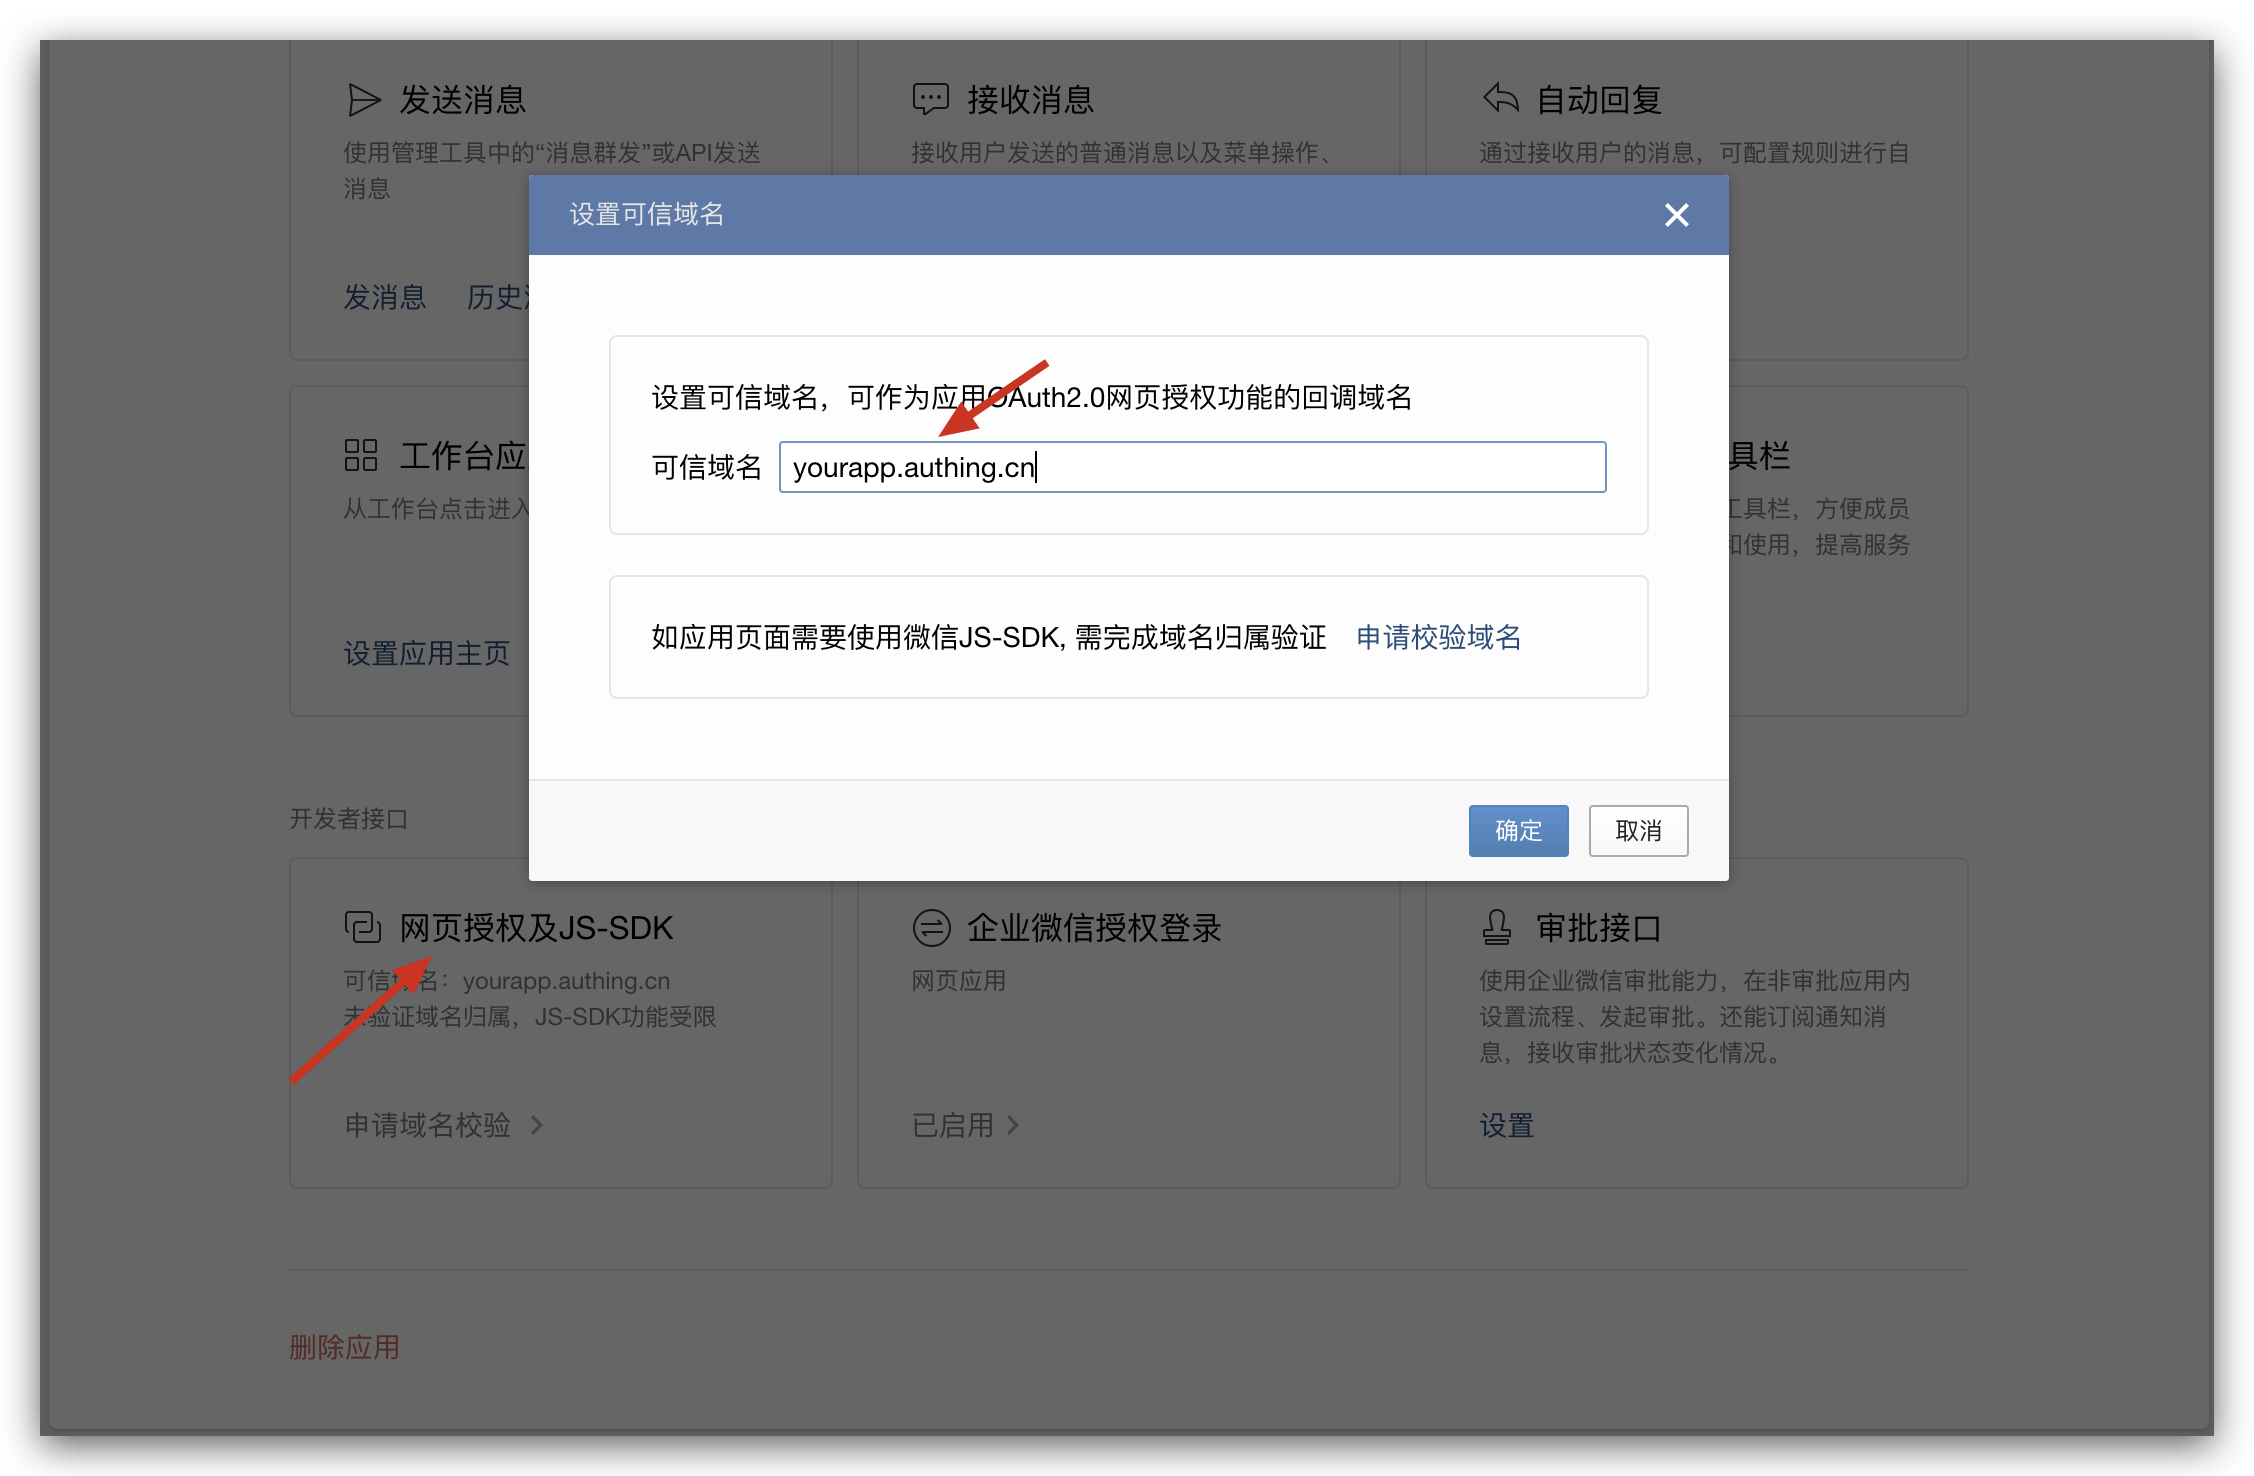 发送消息
使用管理工具中的“消息群发”或API发送
消息
发消息 历史
接收消息
接收用户发送的普通消息以及菜单操作、
自动回复
通过接收用户的消息，可配置规则进行自
设置可信域名
设置可信域名，可作为应用OAuth2.0网页授权功能的回调域名
可信域名 yourapp.authing.cn
如应用页面需要使用微信JS-SDK, 需完成域名归属验证 申请校验域名
确定 取消
工作台应
从工作台点击进入
设置应用主页
具栏
工具栏，方便成员
和使用，提高服务
开发者接口
网页授权及JS-SDK
可信域名：yourapp.authing.cn
未验证域名归属，JS-SDK功能受限
申请域名校验
企业微信授权登录
网页应用
已启用
审批接口
使用企业微信审批能力，在非审批应用内
设置流程、发起审批。还能订阅通知消
息，接收审批状态变化情况。
设置
删除应用